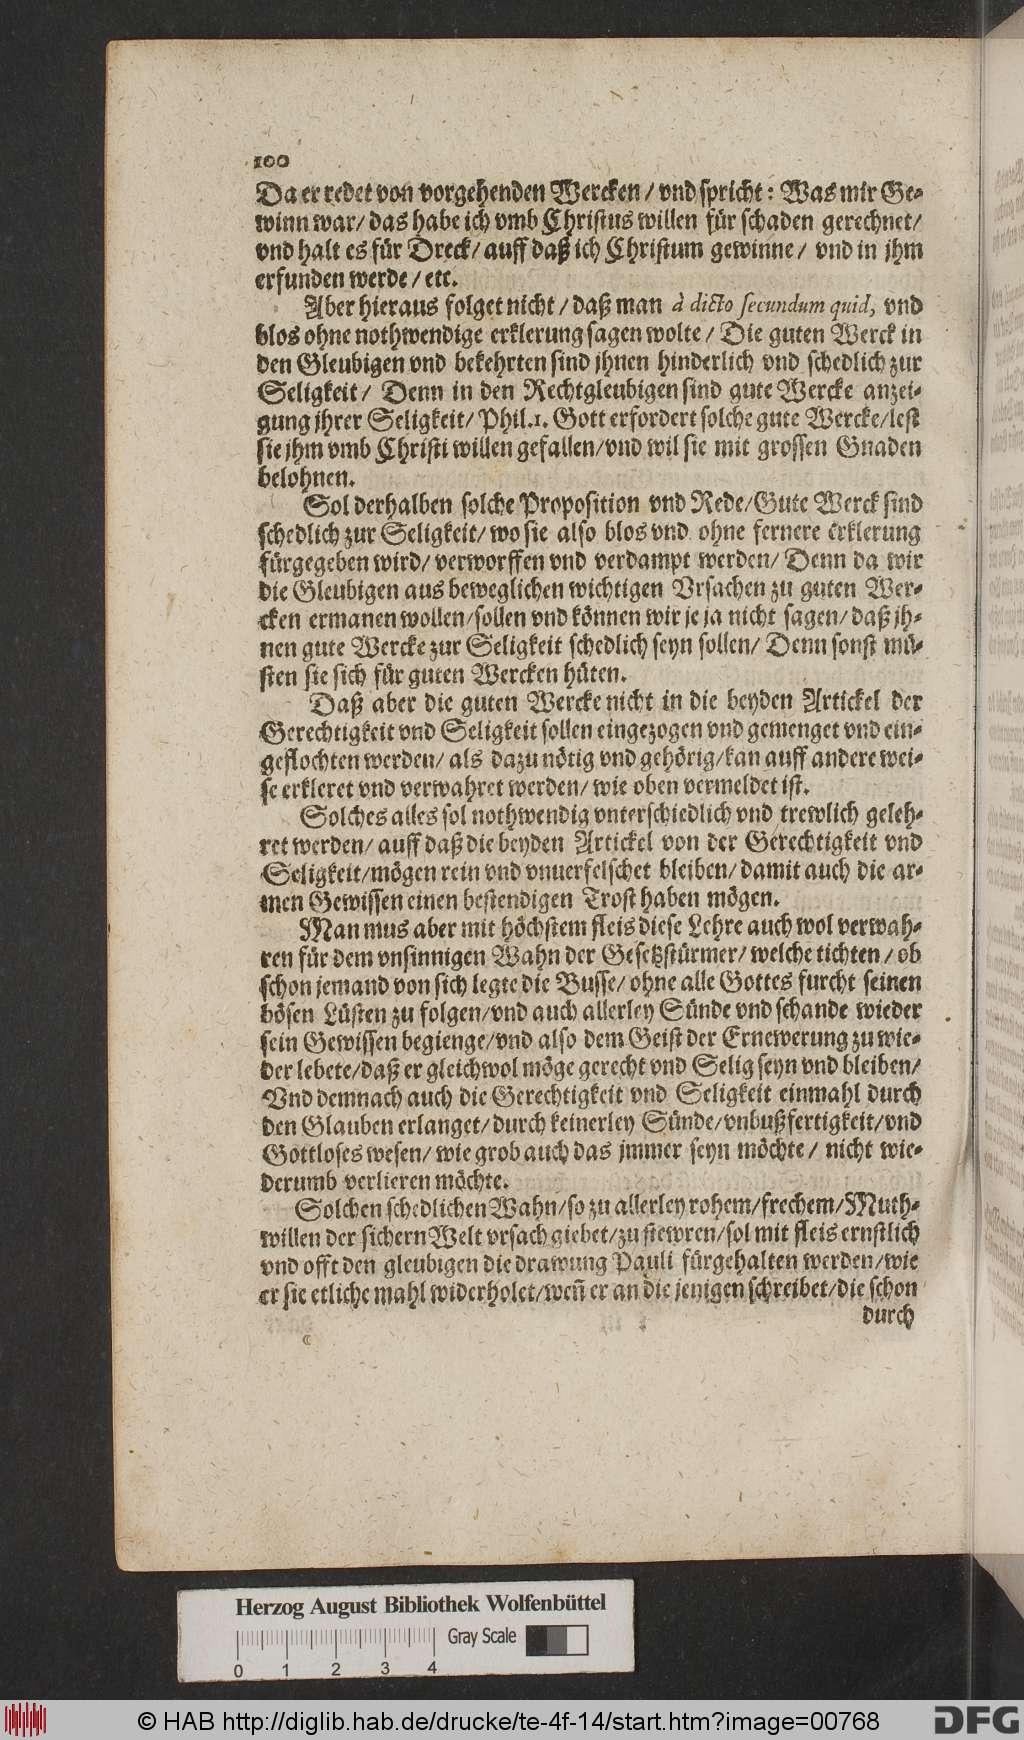 100
Da er redet von vorgehenden Wercken / vnd spricht: Was mir Ge-
winn war/ das habe ich vmb Christus willen für schaden gerechnet/
vnd halt es für Dreck/ auff daß ich Christum gewinne/ vnd in jhm
erfunden werde/ etc.
Aber hieraus folget nicht / daß man à dicto secundum quid, vnd
blos ohne nothwendige erklerung sagen wolte/ Die guten Werck in
den Gleubigen vnd bekehrten sind jhnen hinderlich vnd schedlich zur
Seligkeit/ Denn in den Rechtgleubigen sind gute Wercke anzei-
gung jhrer Seligkeit/ Phil.1. Gott erfordert solche gute Wercke/lest
sie jhm vmb Christi willen gefallen/vnd wil sie mit grossen Gnaden
belohnen.
Sol derhalben solche Proposition vnd Rede/Gute Werck sind
schedlich zur Seligkeit/ wo sie also blos vnd ohne fernere erklerung
fürgegeben wird/ verworffen vnd verdampt werden/ Denn da wir
die Gleubigen aus beweglichen wichtigen Vrsachen zu guten Wer-
cken ermanen wollen/sollen vnd können wir je ja nicht sagen/ daß jh-
nen gute Wercke zur Seligkeit schedlich seyn sollen/ Denn sonst mü-
sten sie sich für guten Wercken hüten.
Daß aber die guten Wercke nicht in die beyden Artickel der
Gerechtigkeit vnd Seligkeit sollen eingezogen vnd gemenget vnd ein-
geflochten werden/ als dazu nötig vnd gehörig/kan auff andere wei-
se erkleret vnd verwahret werden/ wie oben vermeldet ist.
Solches alles sol nothwendig vnterschiedlich vnd trewlich geleh-
ret werden/ auff daß die beyden Artickel von der Gerechtigkeit vnd
Seligkeit/mögen rein vnd vnuerfelschet bleiben/ damit auch die ar-
men Gewissen einen bestendigen Trost haben mögen.
Man mus aber mit höchstem fleis diese Lehre auch wol verwah-
ren für dem vnsinnigen Wahn der Gesetzstürmer/ welche tichten/ ob
schon jemand von sich legte die Busse/ ohne alle Gottes furcht seinen
bösen Lüsten zu folgen/vnd auch allerley Sünde vnd schande wieder
sein Gewissen begienge/vnd also dem Geist der Ernewerung zu wie-
der lebete/daß er gleichwol möge gerecht vnd Selig seyn vnd bleiben/
Vnd demnach auch die Gerechtigkeit vnd Seligkeit einmahl durch
den Glauben erlanget/durch keinerley Sünde/vnbußfertigkeit/vnd
Gottloses wesen/ wie grob auch das jmmer seyn möchte/ nicht wie-
derumb verlieren möchte.
Solchen schedlichen Wahn/so zu allerley rohem/frechem/Muth-
willen der sichern Welt vrsach giebet/zu stewren/sol mit fleis ernstlich
vnd offt den gleubigen die drawung Pauli fürgehalten werden/wie
er sie etliche mahl widerholet/weñ er an die jenigen schreibet/die schon
durch
Herzog August Bibliothek Wolfenbüttel
Gray Scale
0 1 2 3 4
© HAB http://diglib.hab.de/drucke/te-4f-14/start.htm?image=00768
DFG